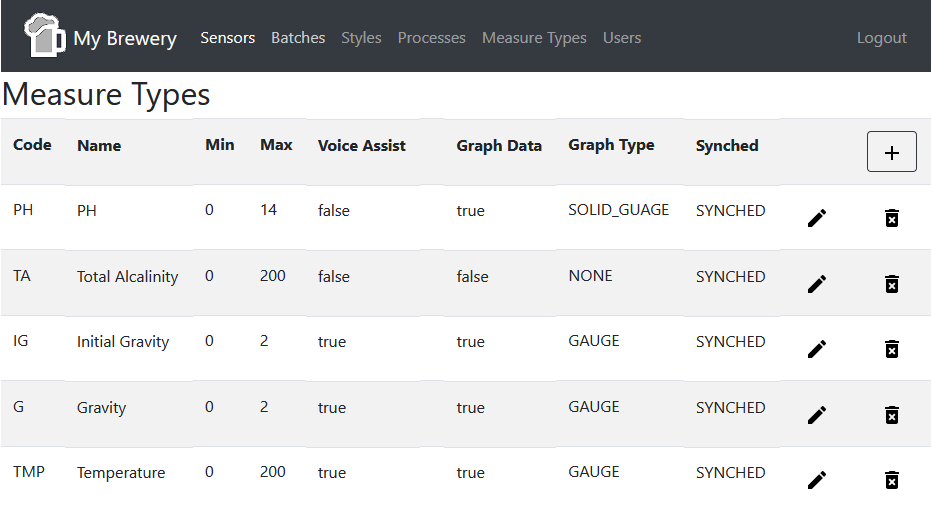 My Brewery Sensors Batches Styles Processes Measure Types Users Logout
Measure Types
Code Name Min Max Voice Assist Graph Data Graph Type Synched
PH PH 0 14 false true SOLID_GUAGE SYNCHED
TA Total Alcalinity 0 200 false false NONE SYNCHED
IG Initial Gravity 0 2 true true GAUGE SYNCHED
G Gravity 0 2 true true GAUGE SYNCHED
TMP Temperature 0 200 true true GAUGE SYNCHED